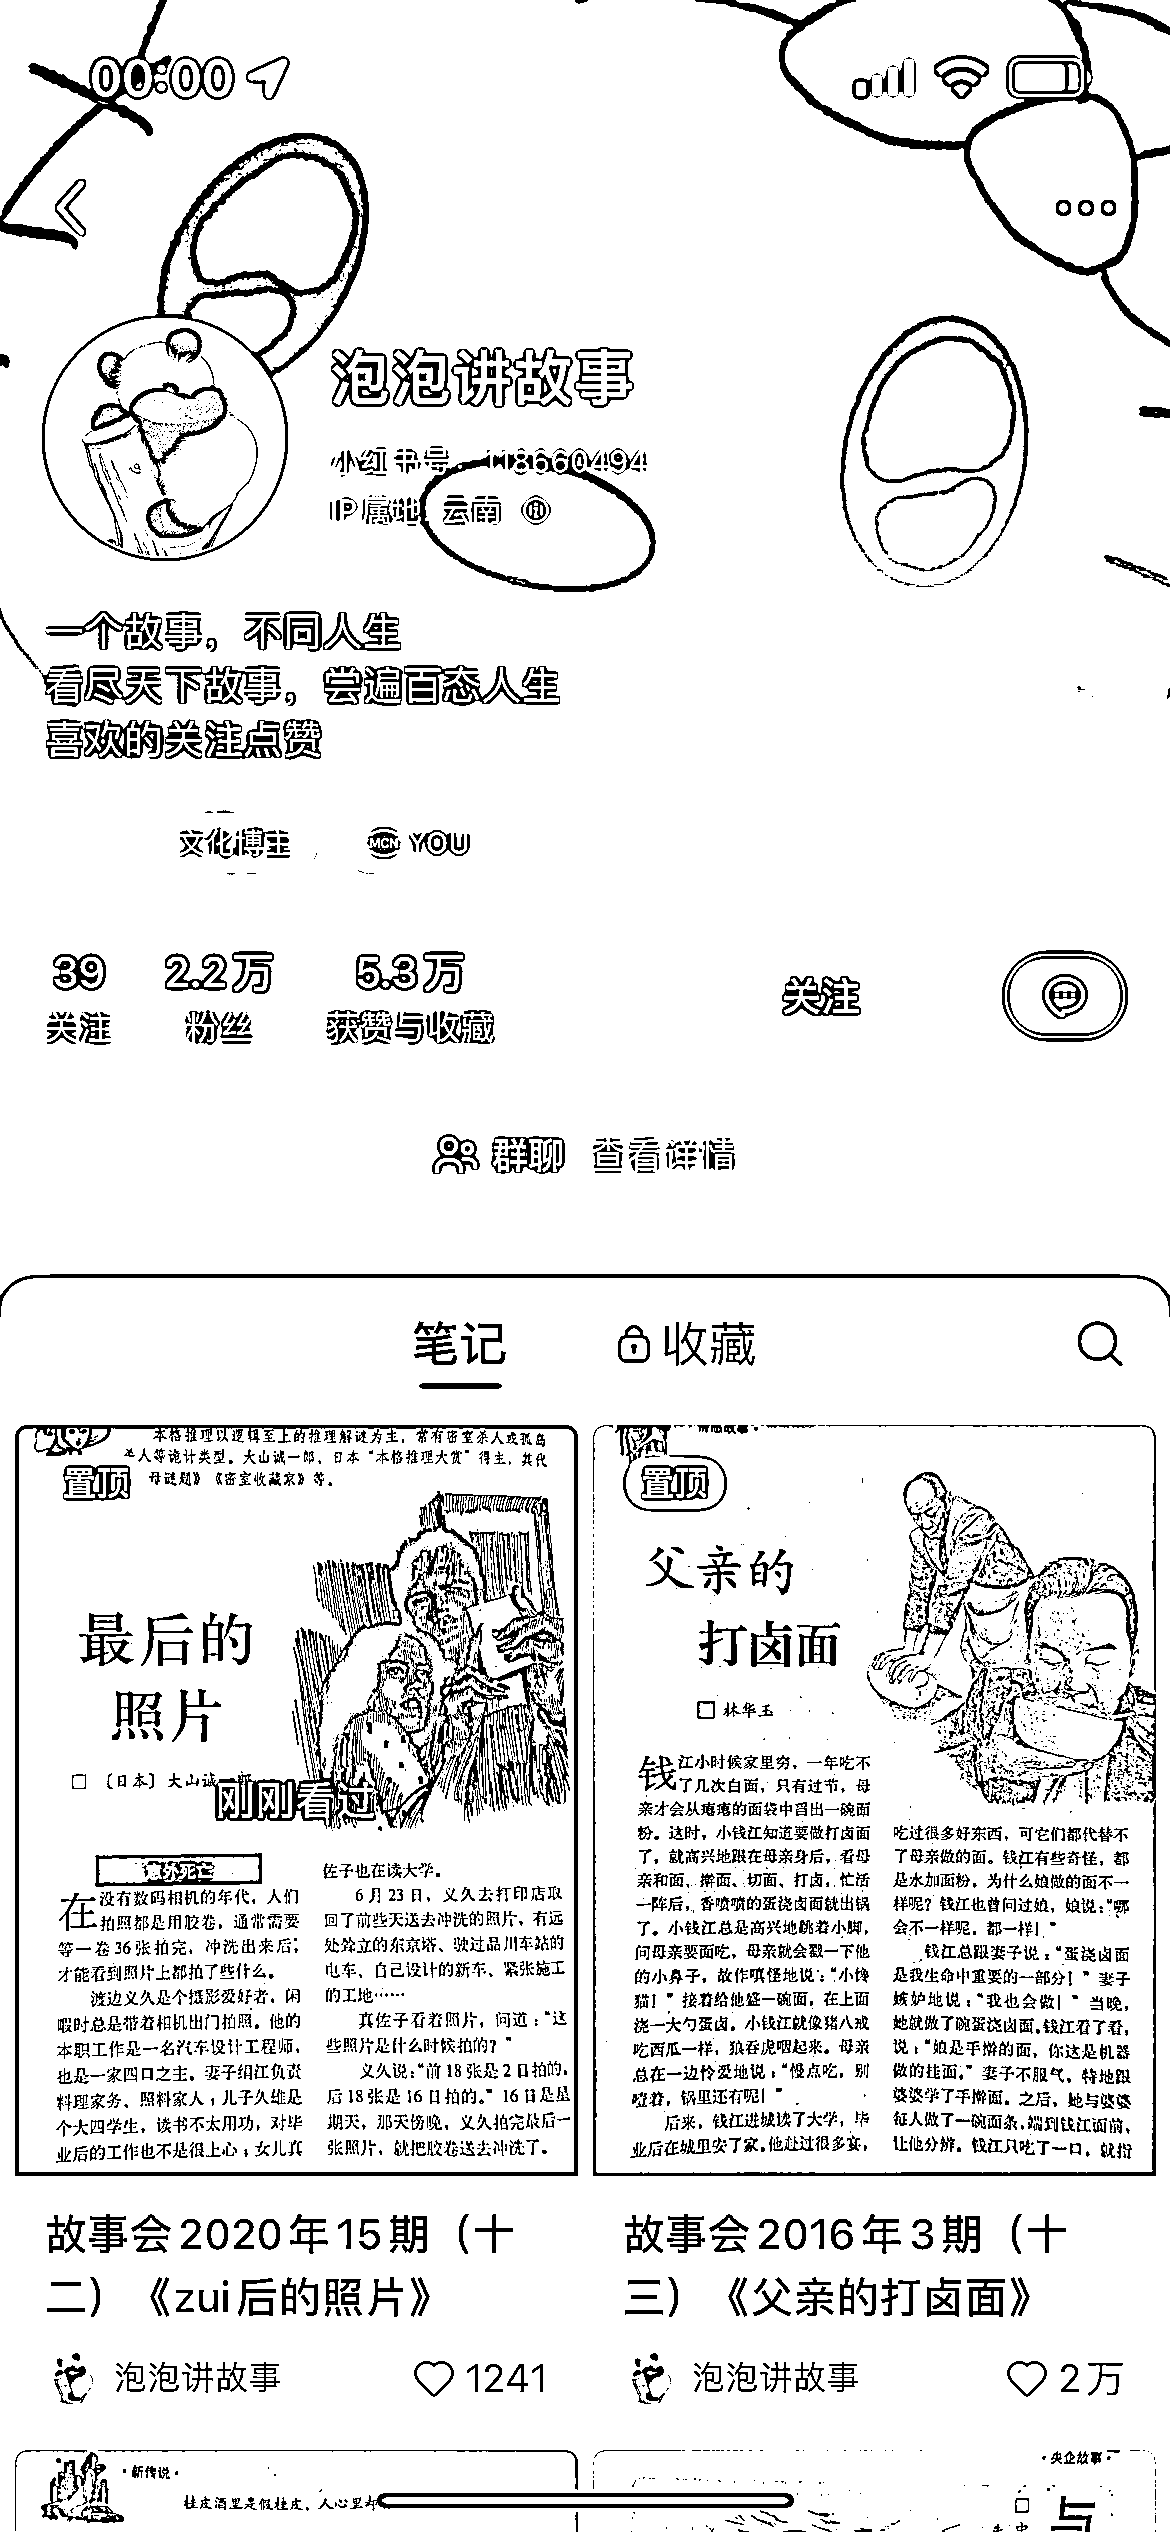 00:00
泡泡讲故事
小红书号：118660494
IP属地：云南
一个故事，不同人生
看尽天下故事，尝遍百态人生
喜欢的关注点赞
文化博主
MCN YOU
39 2.2万 5.3万
关注 粉丝 获赞与收藏
关注
群聊 查看详情
笔记 收藏
本格推理以逻辑至上的推理解谜为主，常有密室杀人或孤岛
杀人等诡计类型。大山诚一郎，日本“本格推理大赏”得主，其代
母谜题》《密室收藏家》等。
置顶
最后的
照片
□ 〔日本〕大山诚一郎
刚刚看过
意外死亡
在没有数码相机的年代，人们
拍照都是用胶卷，通常需要
等一卷36张拍完，冲洗出来后，
才能看到照片上都拍了些什么。
渡边义久是个摄影爱好者，闲
暇时总是带着相机出门拍照。他的
本职工作是一名汽车设计工程师，
也是一家四口之主，妻子绢江负责
料理家务、照料家人；儿子久雄是
个大四学生，读书不太用功，对毕
业后的工作也不是很上心；女儿真
佐子也在读大学。
6月23日，义久去打印店取
回了前些天送去冲洗的照片，有远
处耸立的东京塔、驶过品川车站的
电车、自己设计的新车、紧张施工
的工地……
真佐子看着照片，问道：“这
些照片是什么时候拍的？”
义久说：“前18张是2日拍的，
后18张是16日拍的。”16日是星
期天，那天傍晚，义久拍完最后一
张照片，就把胶卷送去冲洗了。
故事会2020年15期（十
二）《zui后的照片》
泡泡讲故事 1241
置顶
父亲的
打卤面
□ 林华玉
钱江小时候家里穷，一年吃不
了几次白面，只有过节，母
亲才会从瘪瘪的面袋中舀出一碗面
粉。这时，小钱江知道要做打卤面
了，就高兴地跟在母亲身后，看母
亲和面、擀面、切面、打卤，忙活
一阵后，香喷喷的蛋浇卤面就出锅
了。小钱江总是高兴地跳着小脚，
问母亲要面吃，母亲就会戳一下他
的小鼻子，故作嗔怪地说：“小馋
猫！”接着给他盛一碗面，在上面
浇一大勺蛋卤。小钱江就像猪八戒
吃西瓜一样，狼吞虎咽起来。母亲
总在一边怜爱地说：“慢点吃，别
噎着，锅里还有呢！”
后来，钱江进城读了大学，毕
业后在城里安了家。他赴过很多宴，
吃过很多好东西，可它们都代替不
了母亲做的面。钱江有些奇怪，都
是水加面粉，为什么娘做的面不一
样呢？钱江也曾问过娘，娘说：“哪
会不一样呢，都一样！”
钱江总跟妻子说：“蛋浇卤面
是我生命中重要的一部分！”妻子
嫉妒地说：“我也会做！”当晚，
她就做了碗蛋浇卤面。钱江看了看，
说：“娘是手擀的面，你这是机器
做的挂面。”妻子不服气，特地跟
婆婆学了手擀面。之后，她与婆婆
每人做了一碗面条，端到钱江面前，
让他分辨。钱江只吃了一口，就指
故事会2016年3期（十
三）《父亲的打卤面》
泡泡讲故事 2万
·新传说·
桂皮酒里是假桂皮，人心里却
·央企故事·